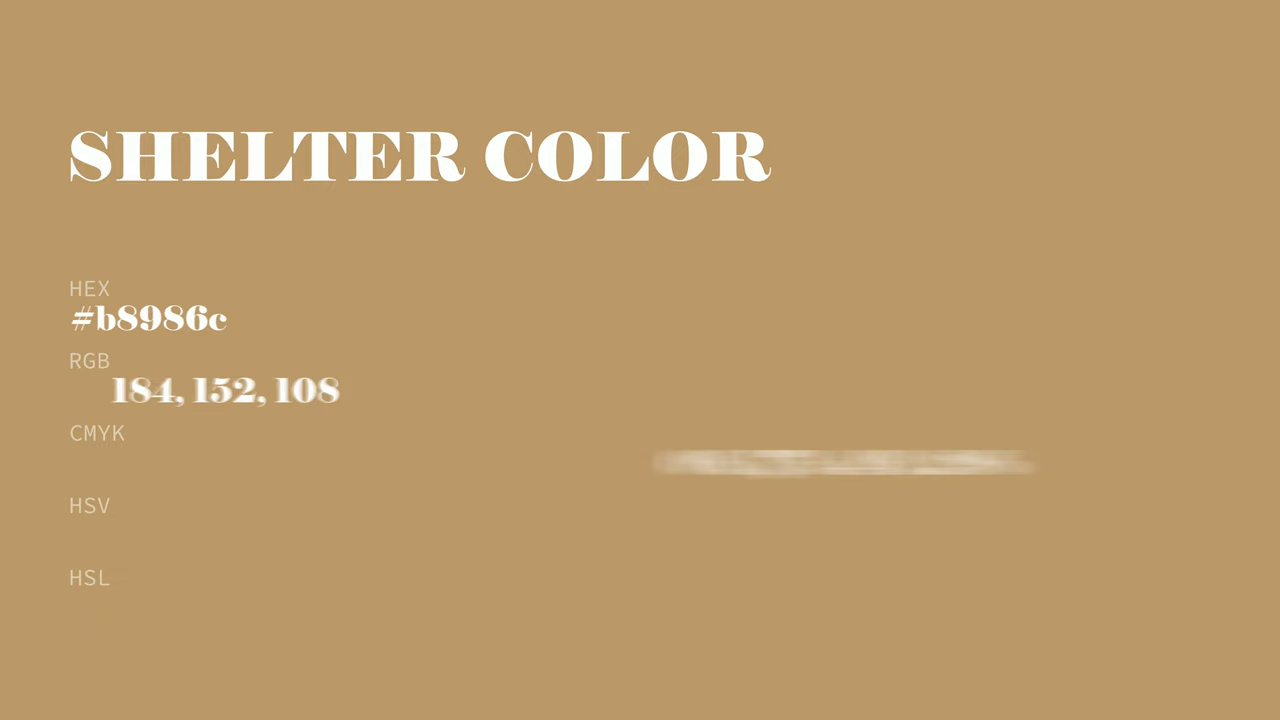 SHELTER COLOR
HEX
#b8986c
RGB
184, 152, 108
CMYK
HSV
HSL